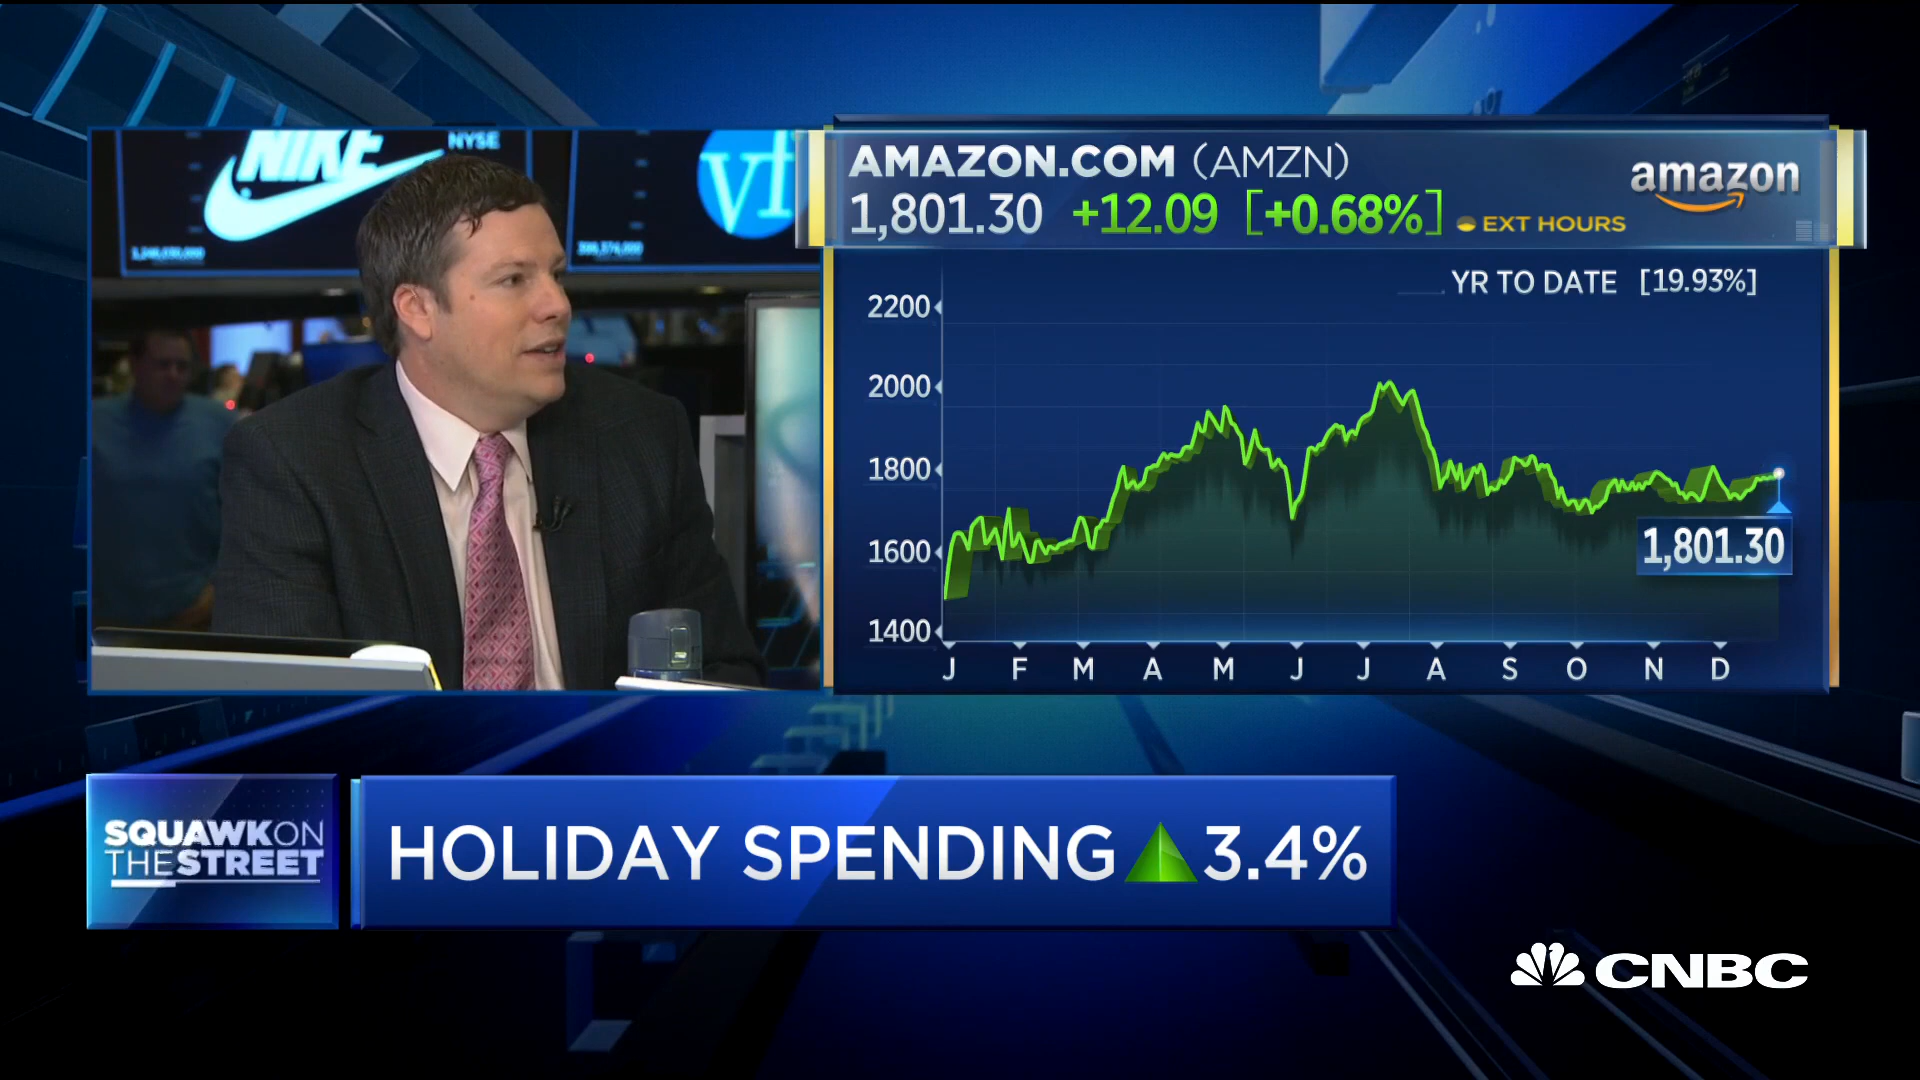 NIKE
NYSE
vf
AMAZON.COM (AMZN)
1,801.30 +12.09 [+0.68%] EXT HOURS
amazon
YR TO DATE [19.93%]
2200
2000
1800
1600
1400
1,801.30
J F M A M J J A S O N D
SQUAWK ON
THE STREET
HOLIDAY SPENDING ▲ 3.4%
CNBC